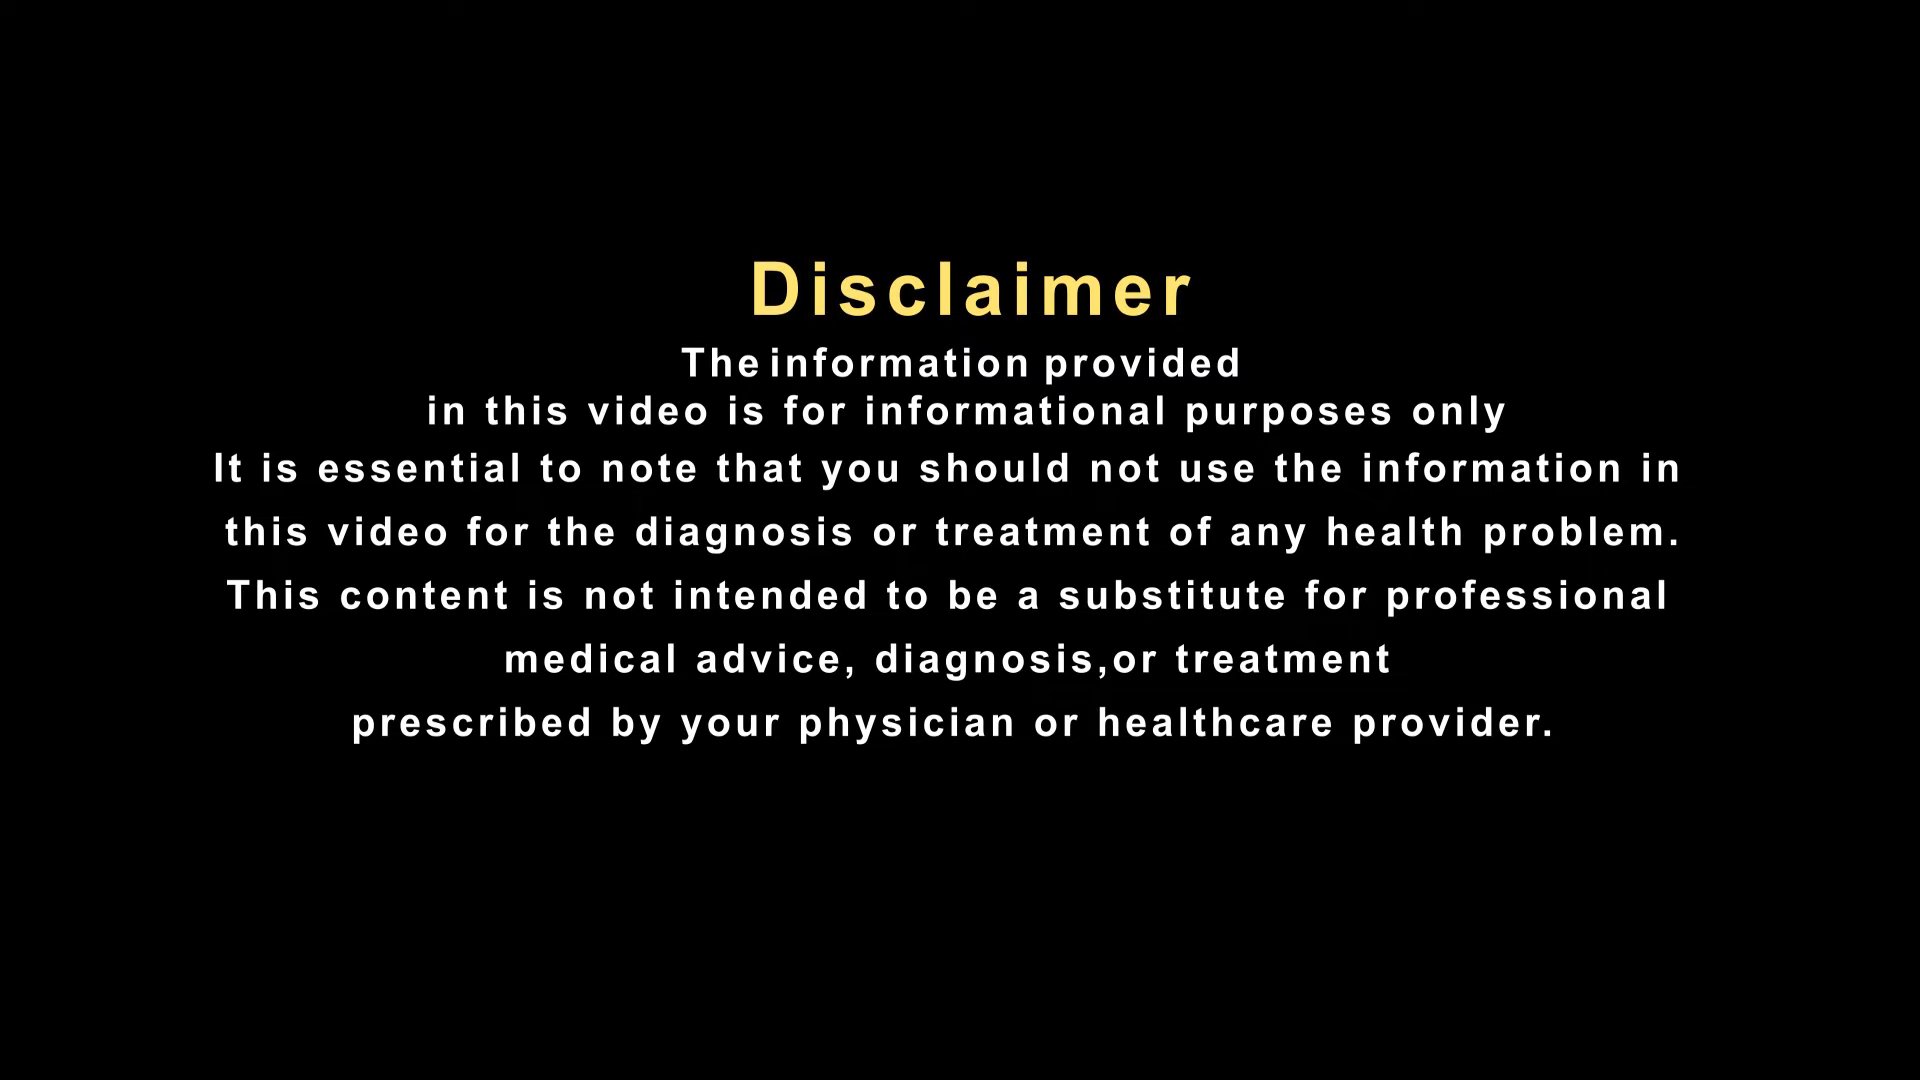 Disclaimer
The information provided
in this video is for informational purposes only
It is essential to note that you should not use the information in
this video for the diagnosis or treatment of any health problem.
This content is not intended to be a substitute for professional
medical advice, diagnosis,or treatment
prescribed by your physician or healthcare provider.